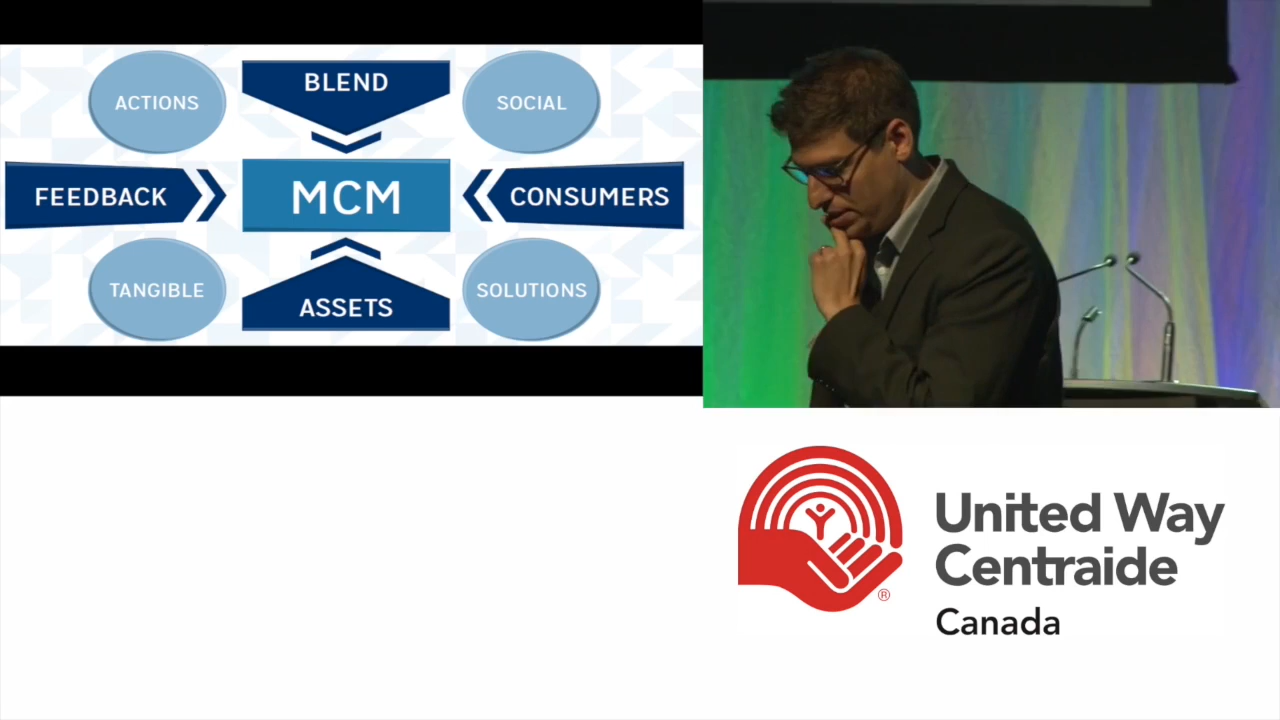 ACTIONS
BLEND
SOCIAL
FEEDBACK
MCM
CONSUMERS
TANGIBLE
ASSETS
SOLUTIONS
United Way
Centraide
Canada
®